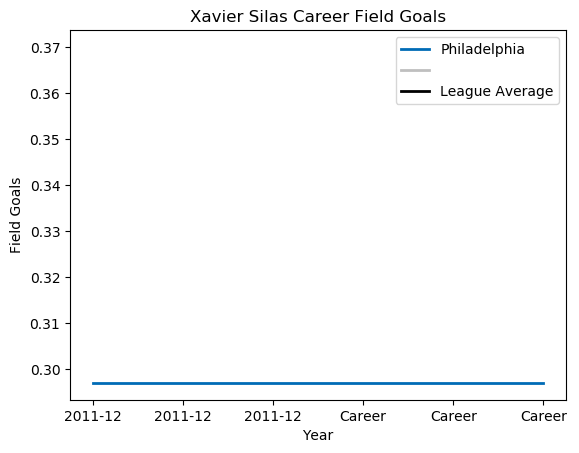 Xavier Silas Career Field Goals
Philadelphia
League Average
0.37
0.36
0.35
0.34
0.33
0.32
0.31
0.30
Field Goals
2011-12 2011-12 2011-12 Career Career Career
Year